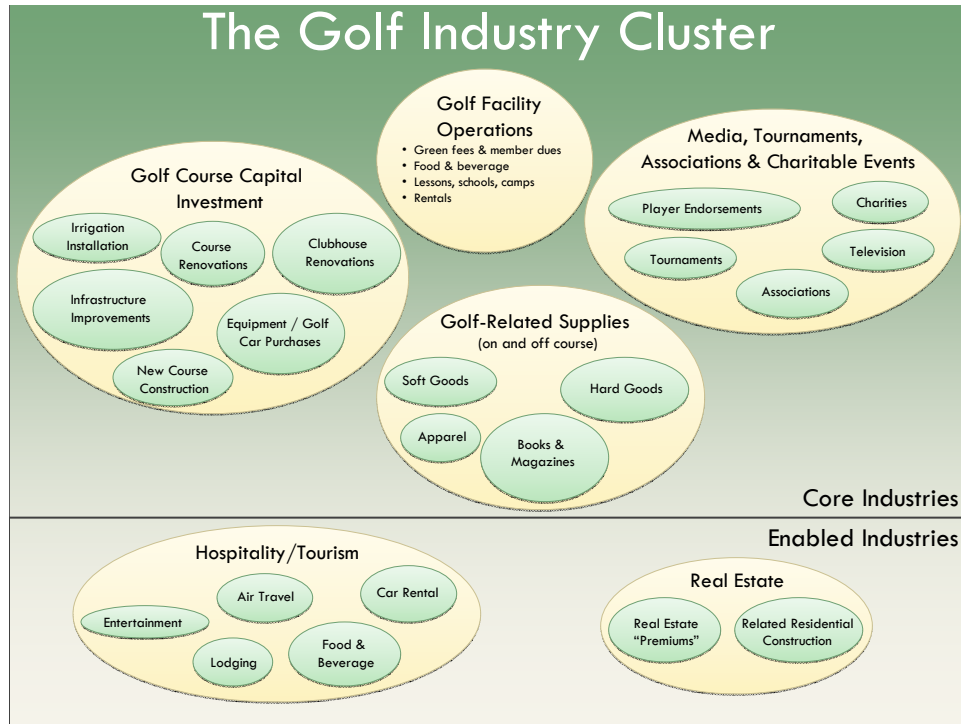 The Golf Industry Cluster
Golf Facility
Operations
• Green fees & member dues
• Food & beverage
• Lessons, schools, camps
• Rentals
Media, Tournaments,
Associations & Charitable Events
Player Endorsements
Charities
Tournaments
Television
Associations
Golf Course Capital
Investment
Irrigation
Installation
Course
Renovations
Clubhouse
Renovations
Infrastructure
Improvements
Equipment / Golf
Car Purchases
New Course
Construction
Golf-Related Supplies
(on and off course)
Soft Goods
Hard Goods
Apparel
Books &
Magazines
Core Industries
Enabled Industries
Hospitality/Tourism
Air Travel
Car Rental
Entertainment
Lodging
Food &
Beverage
Real Estate
Real Estate
“Premiums”
Related Residential
Construction